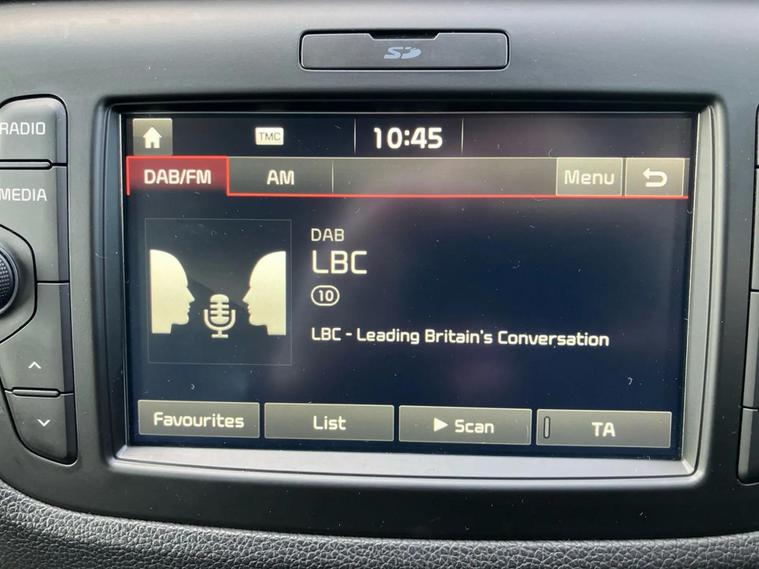 SD
RADIO
MEDIA
TMC
10:45
DAB/FM
AM
Menu
DAB
LBC
10
LBC - Leading Britain's Conversation
Favourites
List
Scan
TA